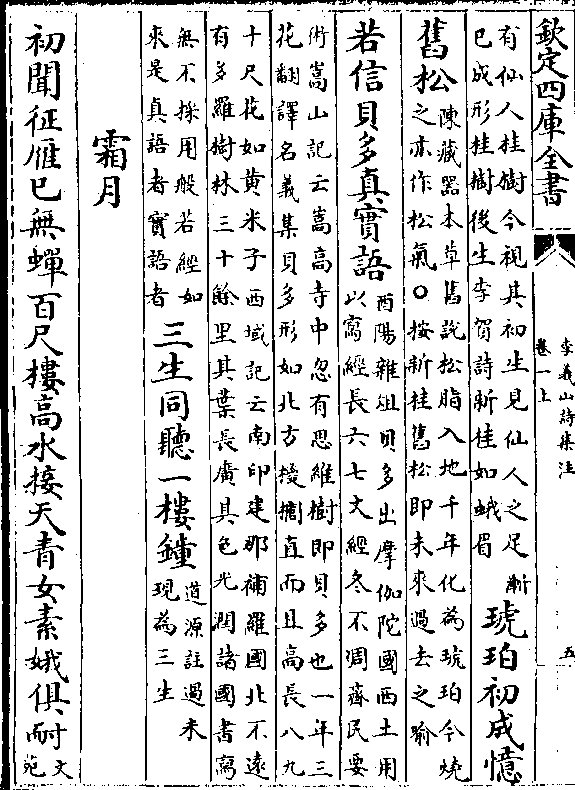 欽定四庫全書
李義山詩集注
卷一上
五
有仙人桂樹今視其初生見仙人之足漸
已成形桂樹後生李賀詩新桂如蛾眉
琥珀初成憶
舊松
陳藏器本草舊說松脂入地千年化為琥珀今燒
之亦作松氣○按新桂舊松即未來過去之喻
若信貝多真實語
酉陽雜俎貝多出摩伽陀國西土用
以寫經長六七丈經冬不凋齊民要
術嵩山記云嵩高寺中忽有思維樹即貝多也一年三
花翻譯名義集貝多形如北方椶櫚直而且高長八九
十尺花如黃米子西域記云南印建那補羅國北不遠
有多羅樹林三十餘里其葉長廣其色光潤諸國書寫
無不採用般若經如
來是真語者實語者
三生同聽一樓鐘
道源註過未
現為三生
霜月
初聞征雁已無蟬百尺樓高水接天青女素娥俱耐
文
苑